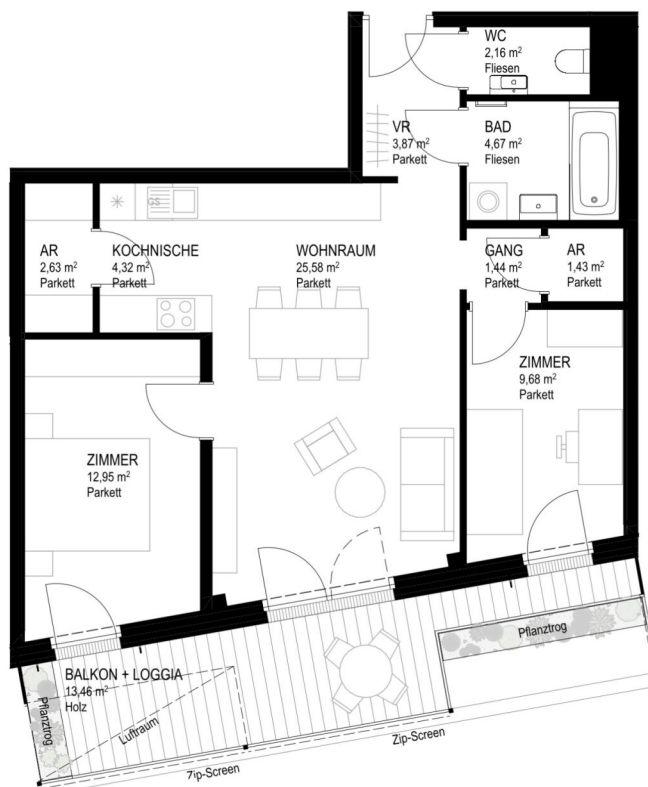 WC
2,16 m²
Fliesen
VR
3,87 m²
Parkett
BAD
4,67 m²
Fliesen
AR
2,63 m²
Parkett
KOCHNISCHE
4,32 m²
Parkett
WOHNRAUM
25,58 m²
Parkett
GANG
1,44 m²
Parkett
AR
1,43 m²
Parkett
ZIMMER
9,68 m²
Parkett
ZIMMER
12,95 m²
Parkett
Pflanztrog
BALKON + LOGGIA
13,46 m²
Holz
Pflanztrog
Luftraum
Zip-Screen
Zip-Screen